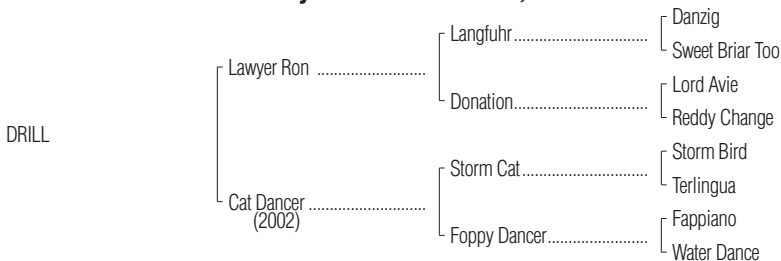 Danzig
Langfuhr
Sweet Briar Too
Lawyer Ron
Lord Avie
Donation
Reddy Change
DRILL
Storm Bird
Storm Cat
Terlingua
Cat Dancer
(2002)
Fappiano
Foppy Dancer
Water Dance